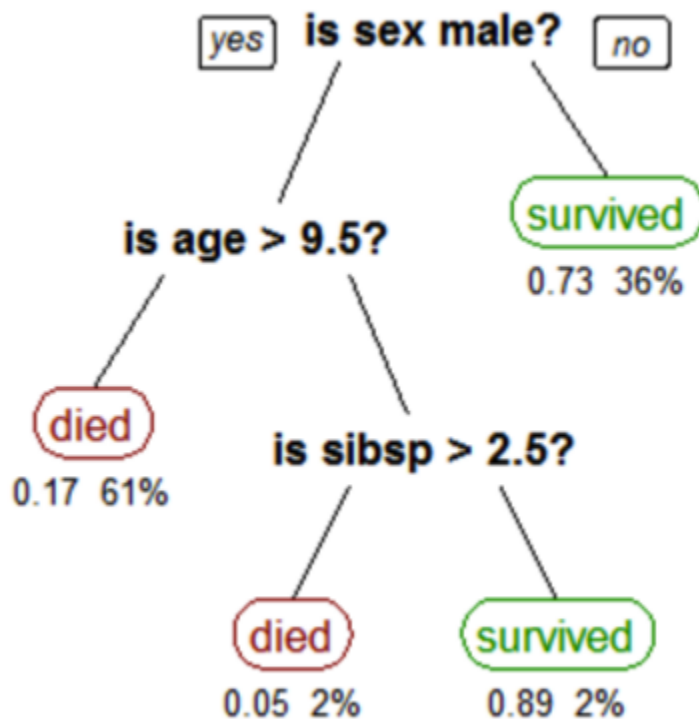 yes is sex male? no
survived
is age > 9.5?
0.73 36%
died
is sibsp > 2.5?
0.17 61%
died survived
0.05 2% 0.89 2%